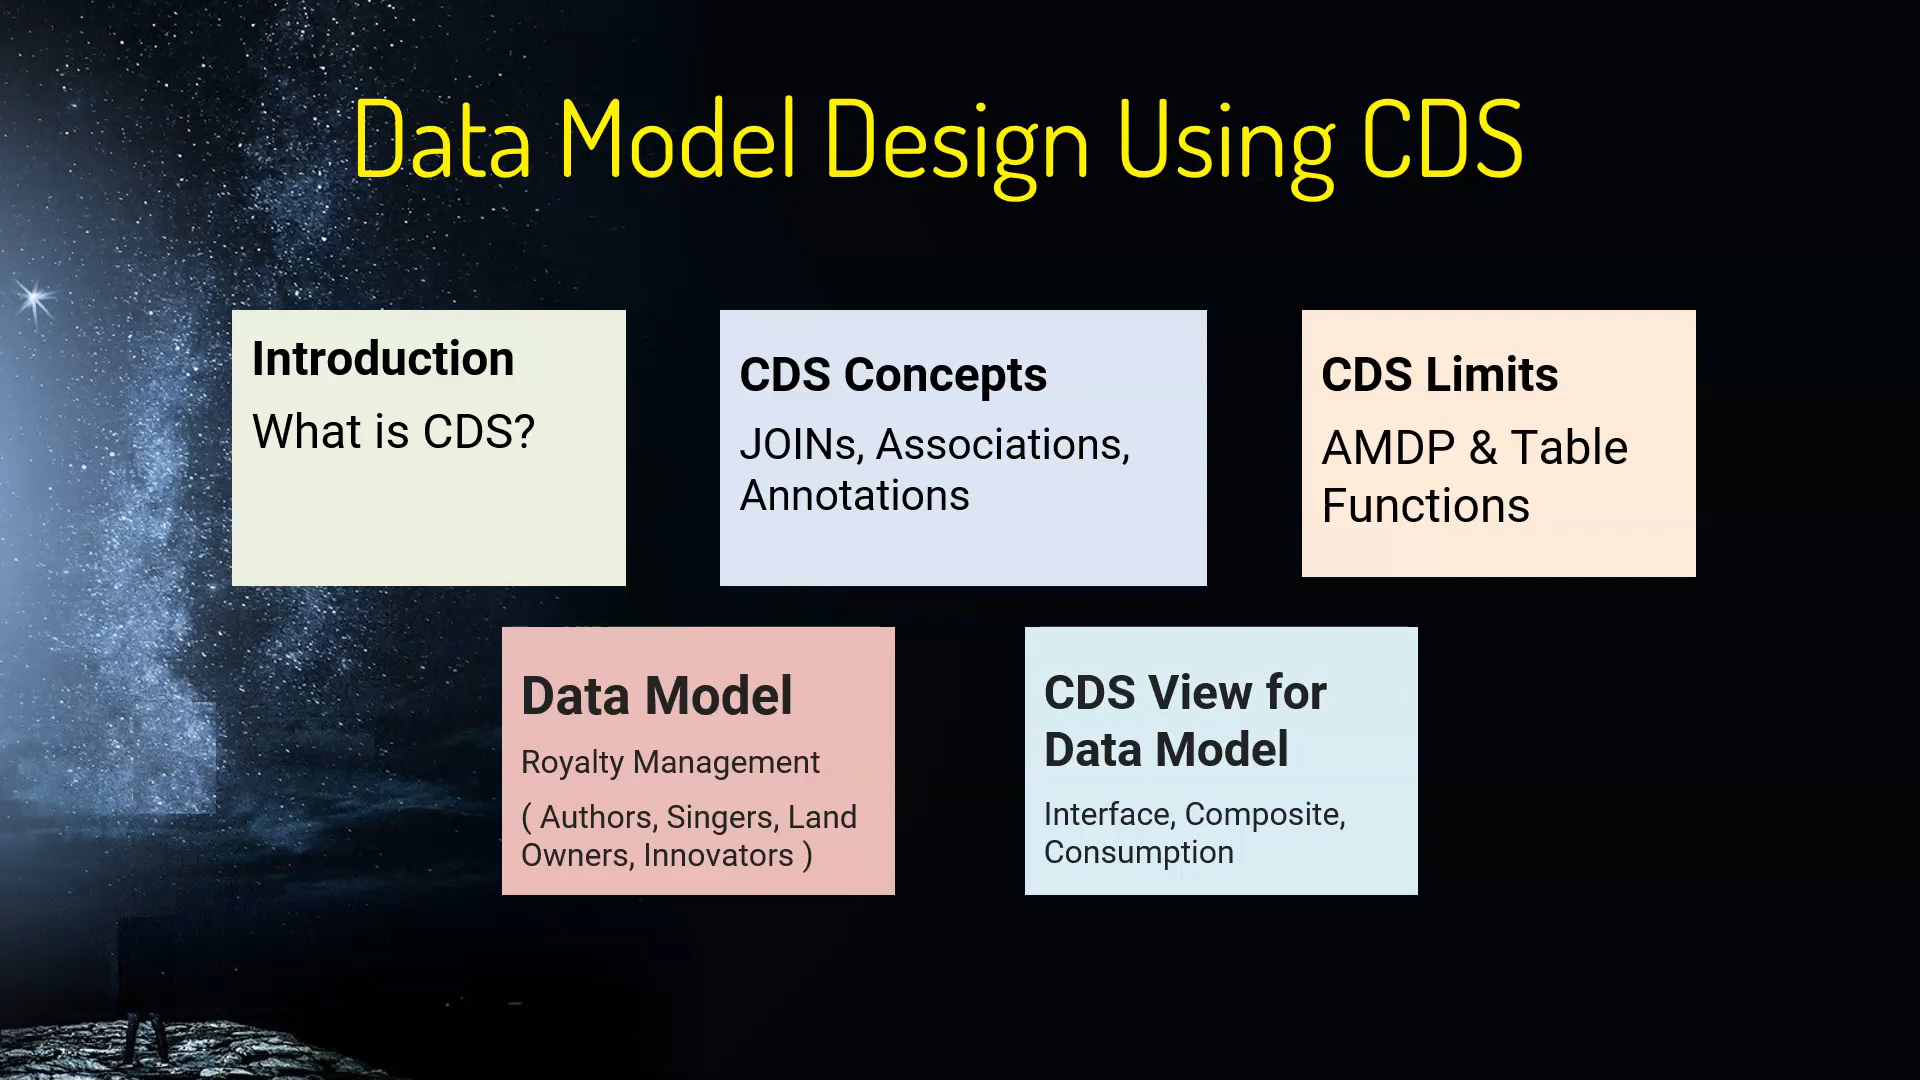 Data Model Design Using CDS
Introduction
What is CDS?
CDS Concepts
JOINs, Associations,
Annotations
CDS Limits
AMDP & Table
Functions
Data Model
Royalty Management
( Authors, Singers, Land
Owners, Innovators )
CDS View for
Data Model
Interface, Composite,
Consumption